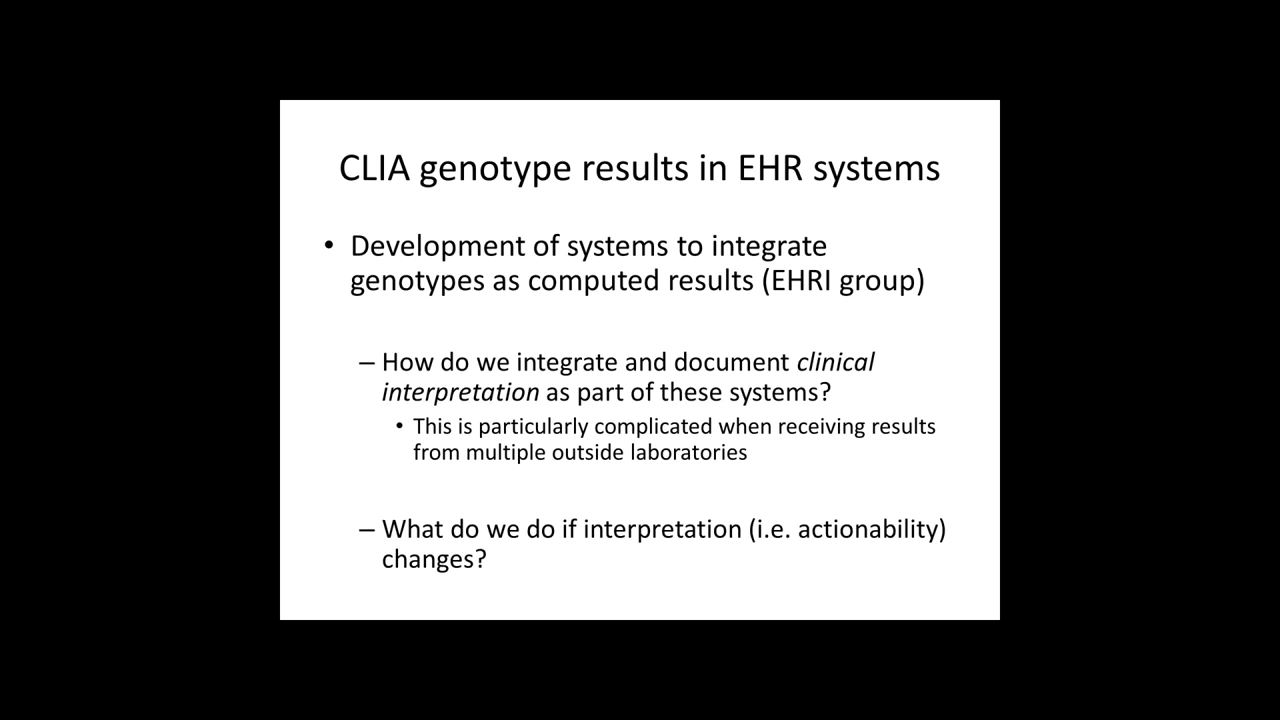 CLIA genotype results in EHR systems
• Development of systems to integrate
genotypes as computed results (EHRI group)
– How do we integrate and document clinical
interpretation as part of these systems?
• This is particularly complicated when receiving results
from multiple outside laboratories
– What do we do if interpretation (i.e. actionability)
changes?